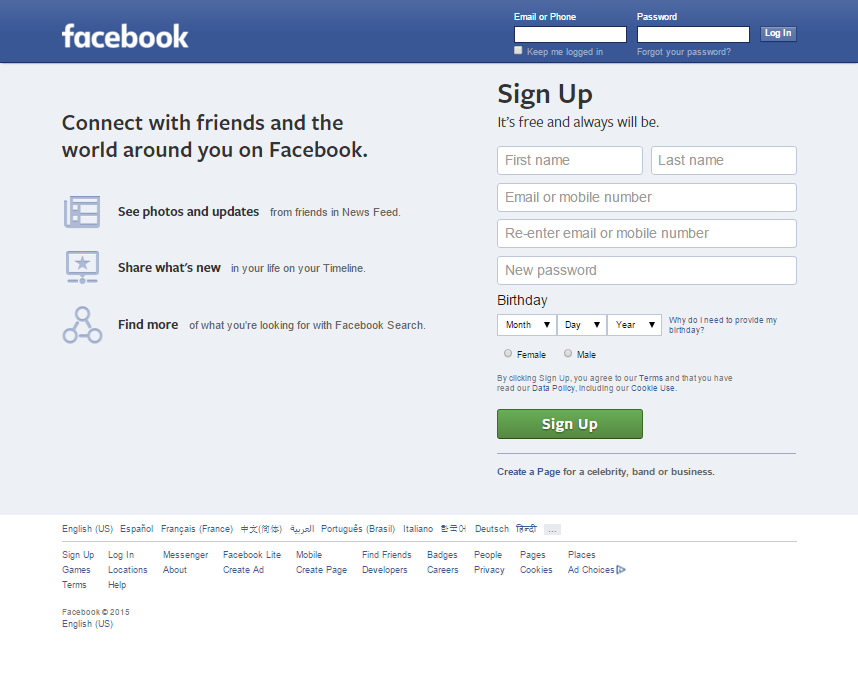 facebook
Email or Phone
Password
Log In
Keep me logged in
Forgot your password?
Connect with friends and the
world around you on Facebook.
See photos and updates from friends in News Feed.
Share what's new in your life on your Timeline.
Find more of what you're looking for with Facebook Search.
Sign Up
It's free and always will be.
First name
Last name
Email or mobile number
Re-enter email or mobile number
New password
Birthday
Month Day Year
Why do I need to provide my
birthday?
Female Male
By clicking Sign Up, you agree to our Terms and that you have
read our Data Policy, including our Cookie Use.
Sign Up
Create a Page for a celebrity, band or business.
English (US) Español Français (France) 中文(简体) العربية Português (Brasil) Italiano 한국어 Deutsch हिन्दी ...
Sign Up Log In Messenger Facebook Lite Mobile Find Friends Badges People Pages Places
Games Locations About Create Ad Create Page Developers Careers Privacy Cookies Ad Choices
Terms Help
Facebook © 2015
English (US)